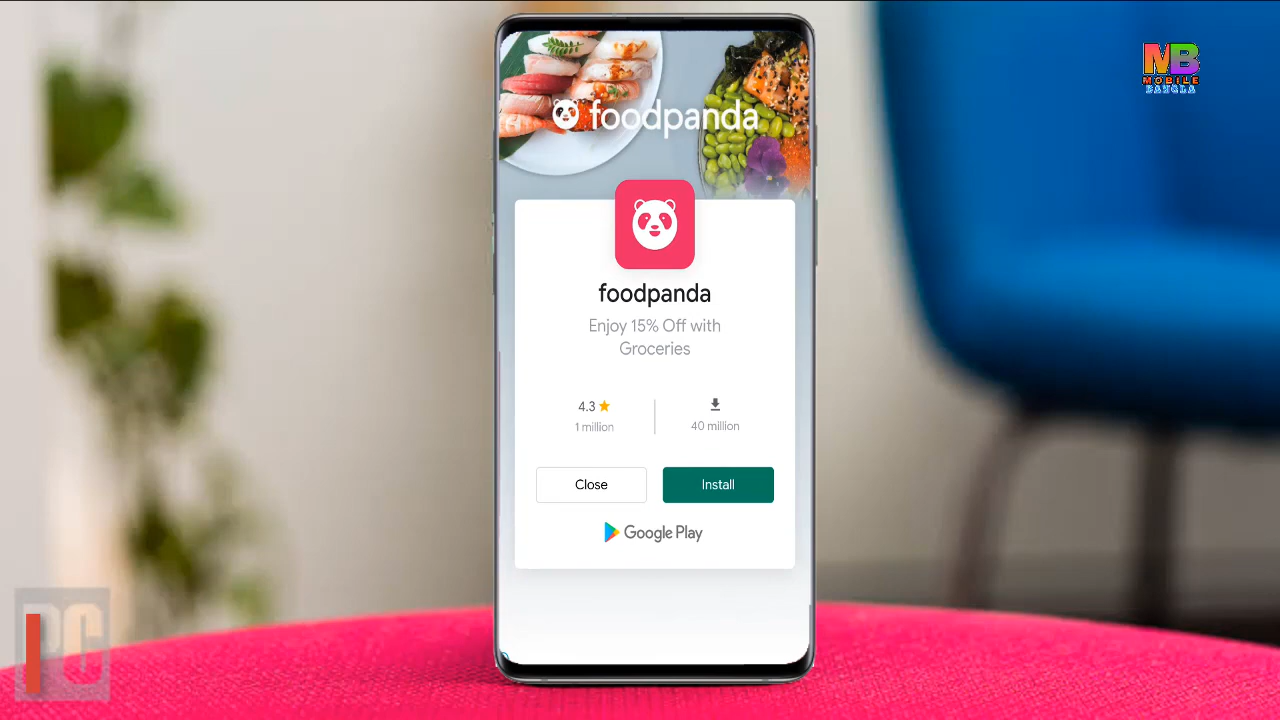 MB
MOBILE
BANGLA
foodpanda
foodpanda
Enjoy 15% Off with
Groceries
4.3
1 million
40 million
Close
Install
Google Play
PC